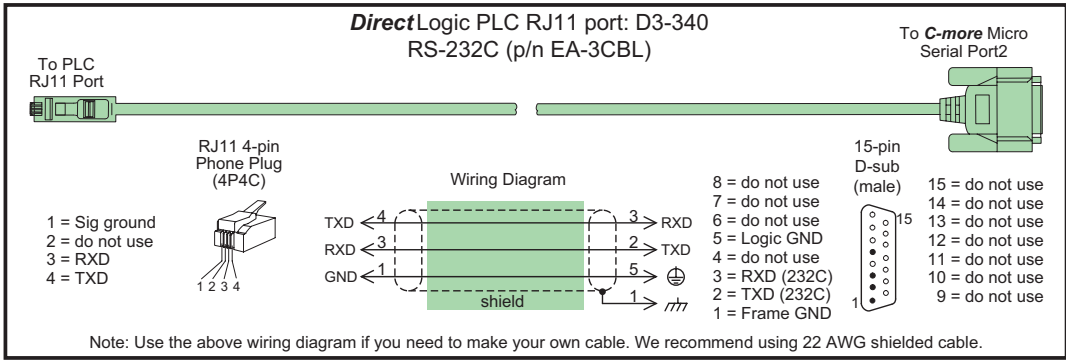 DirectLogic PLC RJ11 port: D3-340
RS-232C (p/n EA-3CBL)
To PLC
RJ11 Port
To C-more Micro
Serial Port2
RJ11 4-pin
Phone Plug
(4P4C)
1 = Sig ground
2 = do not use
3 = RXD
4 = TXD
1 2 3 4
Wiring Diagram
TXD 4 3 RXD
RXD 3 2 TXD
GND 1 5
shield 1
8 = do not use
7 = do not use
6 = do not use
5 = Logic GND
4 = do not use
3 = RXD (232C)
2 = TXD (232C)
1 = Frame GND
15-pin
D-sub
(male)
15
1
15 = do not use
14 = do not use
13 = do not use
12 = do not use
11 = do not use
10 = do not use
9 = do not use
Note: Use the above wiring diagram if you need to make your own cable. We recommend using 22 AWG shielded cable.